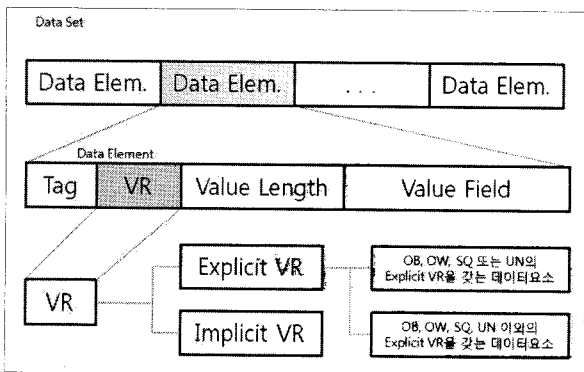 Data Set
Data Elem. Data Elem. . . . Data Elem.
Data Element
Tag VR Value Length Value Field
Explicit VR
OB, OW, SQ 또는 UN의
Explicit VR을 갖는 데이터요소
VR
Implicit VR
OB, OW, SQ, UN 이외의
Explicit VR을 갖는 데이터요소